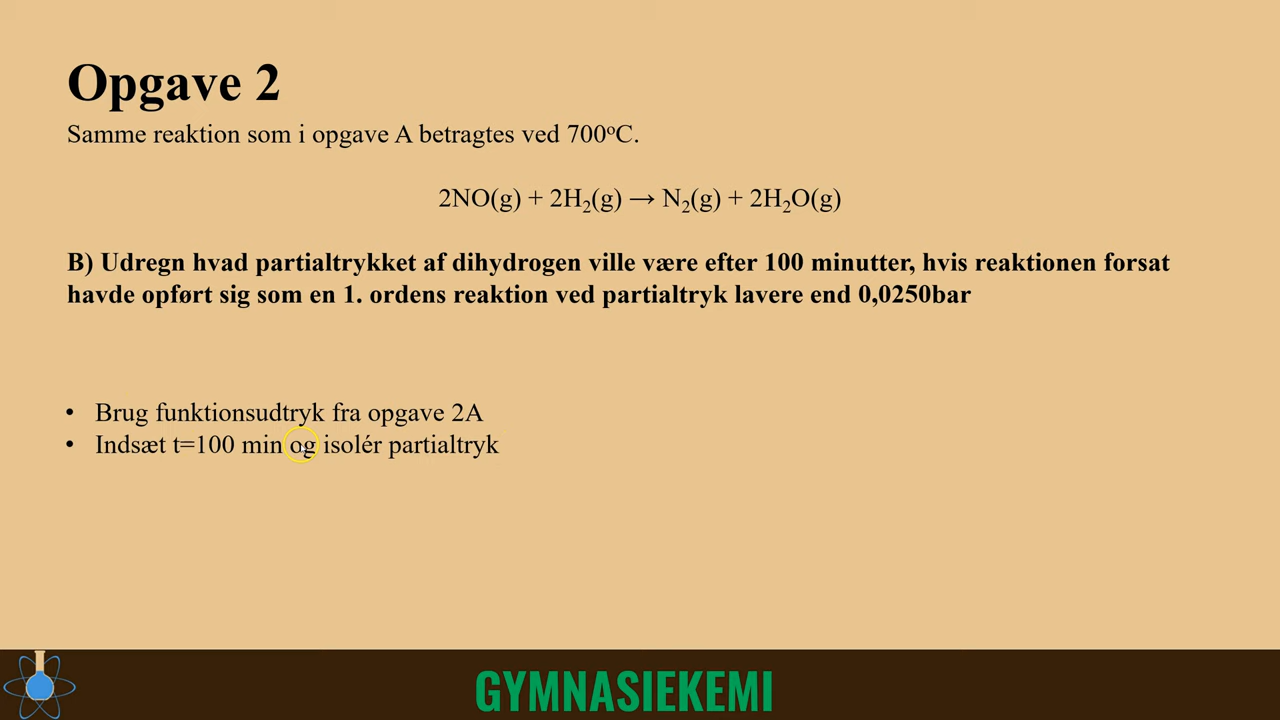 Opgave 2
Samme reaktion som i opgave A betragtes ved 700°C.
2NO(g) + 2H₂(g) → N₂(g) + 2H₂O(g)
B) Udregn hvad partialtrykket af dihydrogen ville være efter 100 minutter, hvis reaktionen forsat
havde opført sig som en 1. ordens reaktion ved partialtryk lavere end 0,0250bar
• Brug funktionsudtryk fra opgave 2A
• Indsæt t=100 min og isolér partialtryk
GYMNASIEKEMI